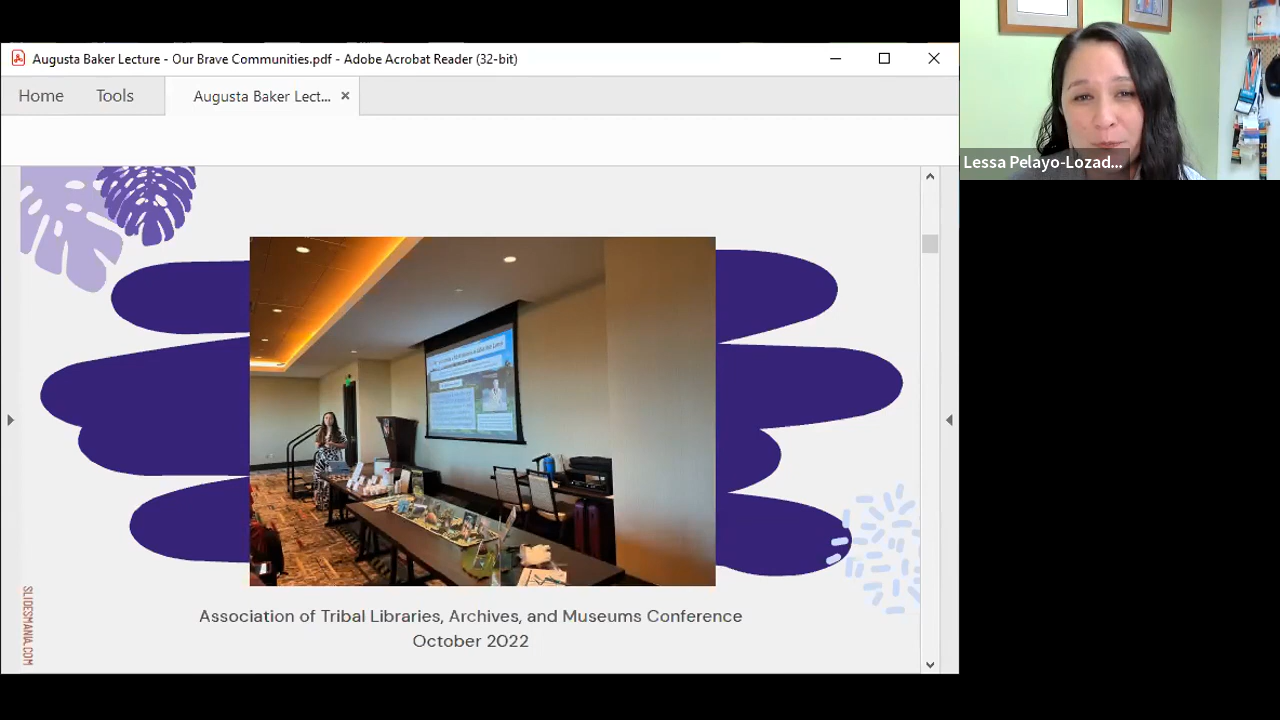 Augusta Baker Lecture - Our Brave Communities.pdf - Adobe Acrobat Reader (32-bit)
Home
Tools
Augusta Baker Lect...
Lessa Pelayo-Lozad...
Association of Tribal Libraries, Archives, and Museums Conference
October 2022
SLIDESMANIA.COM